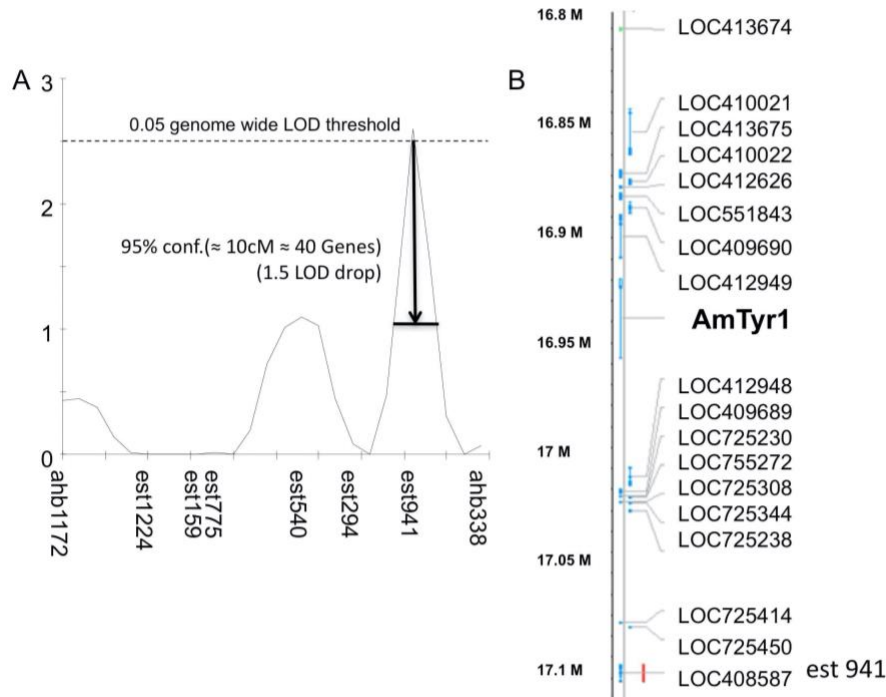 A
3
0.05 genome wide LOD threshold
2
95% conf.(≈ 10cM ≈ 40 Genes)
(1.5 LOD drop)
1
0
ahb1172
est1224
est159
est775
est540
est294
est941
ahb338
B
16.8 M
16.85 M
16.9 M
16.95 M
17 M
17.05 M
17.1 M
LOC413674
LOC410021
LOC413675
LOC410022
LOC412626
LOC551843
LOC409690
LOC412949
AmTyr1
LOC412948
LOC409689
LOC725230
LOC755272
LOC725308
LOC725344
LOC725238
LOC725414
LOC725450
LOC408587 est 941